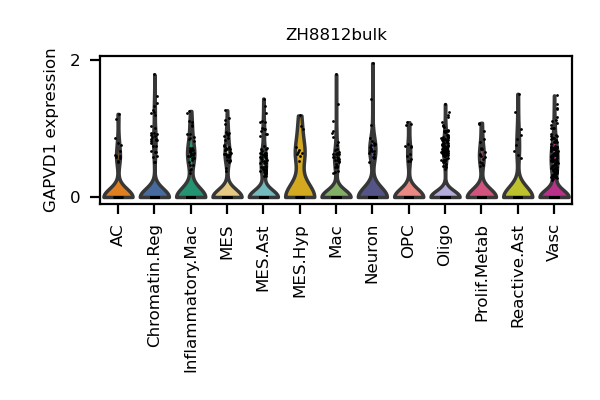 ZH8812bulk
GAPVD1 expression
2
0
AC
Chromatin.Reg
Inflammatory.Mac
MES
MES.Ast
MES.Hyp
Mac
Neuron
OPC
Oligo
Prolif.Metab
Reactive.Ast
Vasc